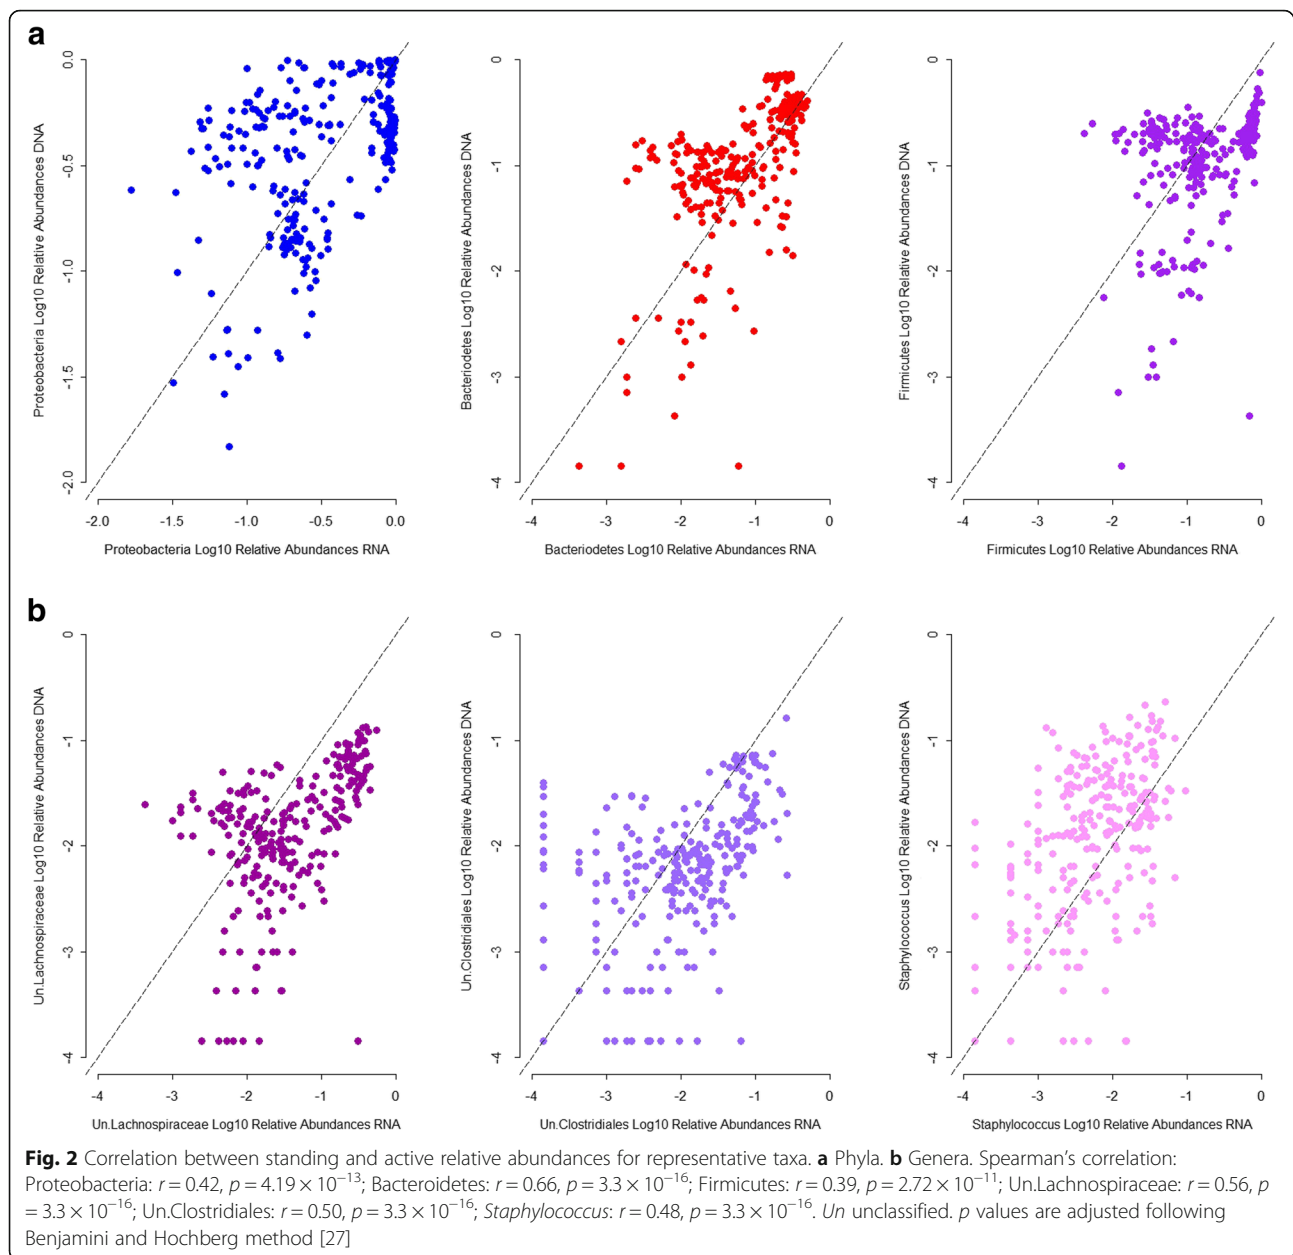 a
0.0
-0.5
-1.0
-1.5
-2.0
Proteobacteria Log10 Relative Abundances DNA
-2.0 -1.5 -1.0 -0.5 0.0
Proteobacteria Log10 Relative Abundances RNA
0
-1
-2
-3
-4
Bacteriodetes Log10 Relative Abundances DNA
-4 -3 -2 -1 0
Bacteriodetes Log10 Relative Abundances RNA
0
-1
-2
-3
-4
Firmicutes Log10 Relative Abundances DNA
-4 -3 -2 -1 0
Firmicutes Log10 Relative Abundances RNA
b
0
-1
-2
-3
-4
Un.Lachnospiraceae Log10 Relative Abundances DNA
-4 -3 -2 -1 0
Un.Lachnospiraceae Log10 Relative Abundances RNA
0
-1
-2
-3
-4
Un.Clostridiales Log10 Relative Abundances DNA
-4 -3 -2 -1 0
Un.Clostridiales Log10 Relative Abundances RNA
0
-1
-2
-3
-4
Staphylococcus Log10 Relative Abundances DNA
-4 -3 -2 -1 0
Staphylococcus Log10 Relative Abundances RNA
Fig. 2 Correlation between standing and active relative abundances for representative taxa. a Phyla. b Genera. Spearman's correlation:
Proteobacteria: r = 0.42, p = 4.19 × 10⁻¹³; Bacteroidetes: r = 0.66, p = 3.3 × 10⁻¹⁶; Firmicutes: r = 0.39, p = 2.72 × 10⁻¹¹; Un.Lachnospiraceae: r = 0.56, p
= 3.3 × 10⁻¹⁶; Un.Clostridiales: r = 0.50, p = 3.3 × 10⁻¹⁶; Staphylococcus: r = 0.48, p = 3.3 × 10⁻¹⁶. Un unclassified. p values are adjusted following
Benjamini and Hochberg method [27]